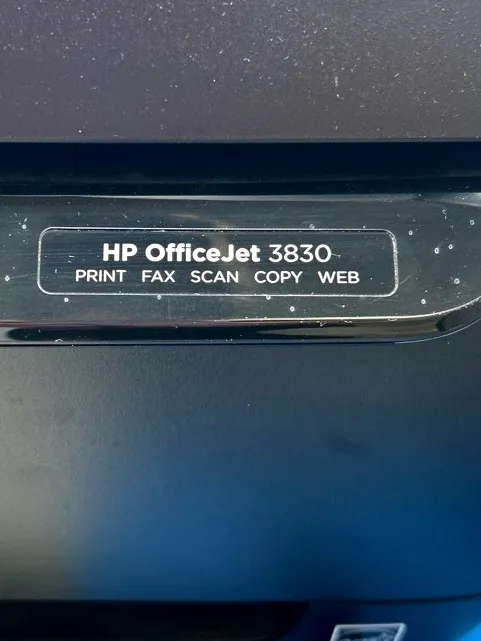 HP OfficeJet 3830
PRINT FAX SCAN COPY WEB